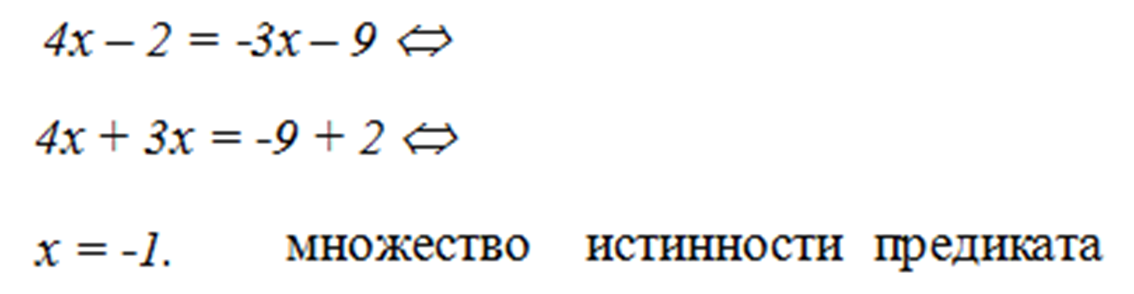 4x – 2 = -3x – 9 ⇔
4x + 3x = -9 + 2 ⇔
x = -1. множество истинности предиката